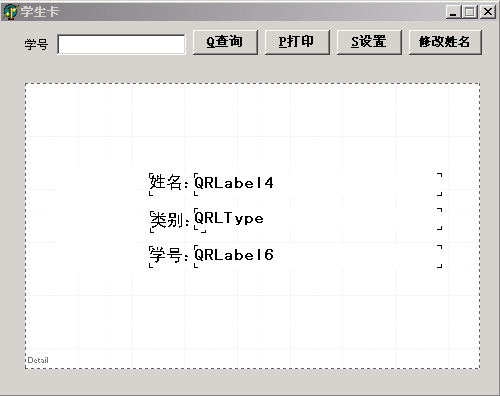 学生卡
学号 Q查询 P打印 S设置 修改姓名
姓名：QRLabel4
类别：QRLType
学号：QRLabel6
Detail